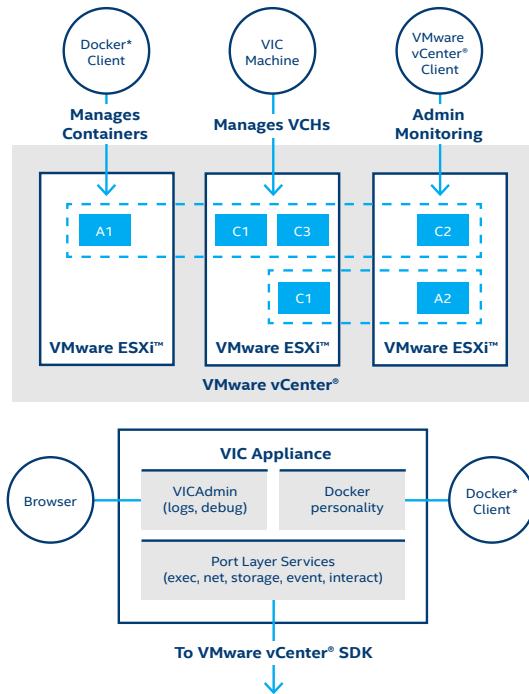 Docker*
Client
VIC
Machine
VMware
vCenter®
Client
Manages
Containers
Manages VCHs
Admin
Monitoring
A1
C1
C3
C2
C1
A2
VMware ESXi™
VMware ESXi™
VMware ESXi™
VMware vCenter®
VIC Appliance
Browser
VICAdmin
(logs, debug)
Docker
personality
Docker*
Client
Port Layer Services
(exec, net, storage, event, interact)
To VMware vCenter® SDK